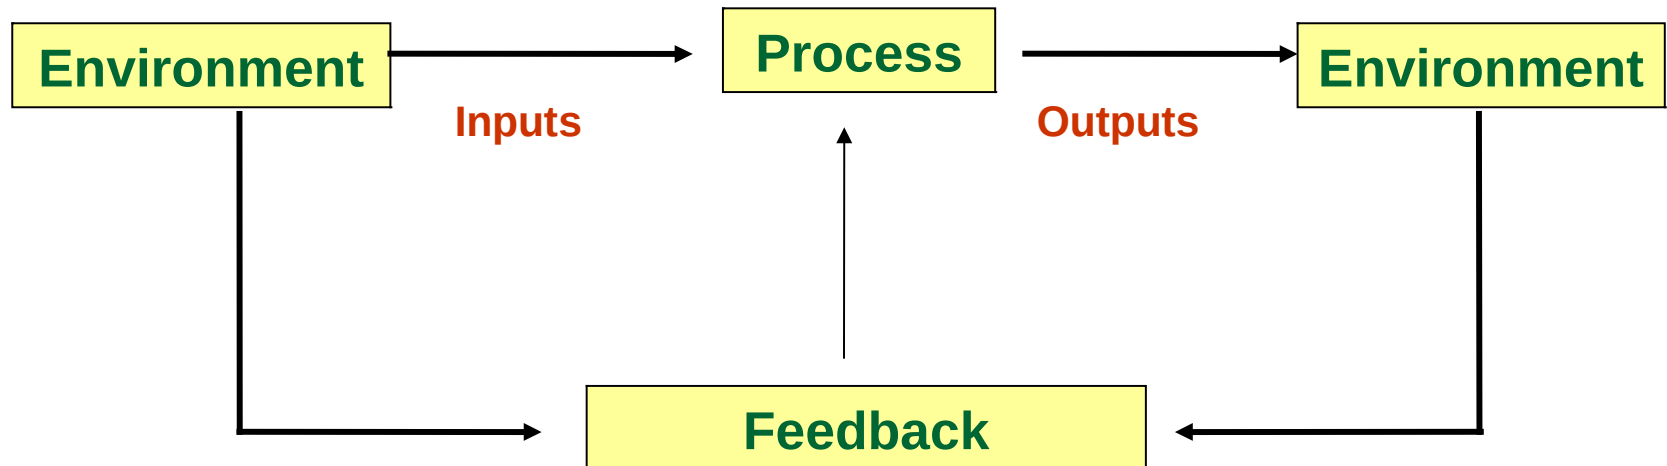 Environment
Process
Environment
Inputs
Outputs
Feedback